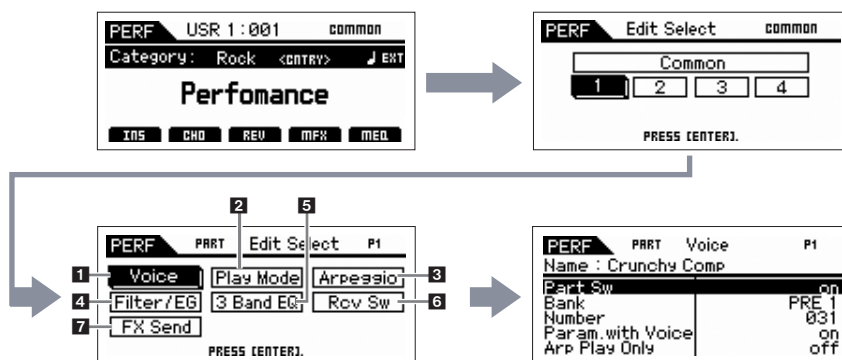 PERF USR 1:001 common
Category: Rock <CNTRY> ♩ EXT
Perfomance
INS CHO REV MFX MEQ
PERF Edit Select common
Common
1 2 3 4
PRESS [ENTER].
2 5
PERF PART Edit Select P1
1 Voice Play Mode Arpeggio 3
4 Filter/EG 3 Band EQ Rcv Sw 6
7 FX Send
PRESS [ENTER].
PERF PART Voice P1
Name : Crunchy Comp
Part Sw on
Bank PRE 1
Number 031
Param.with Voice on
Arp Play Only off